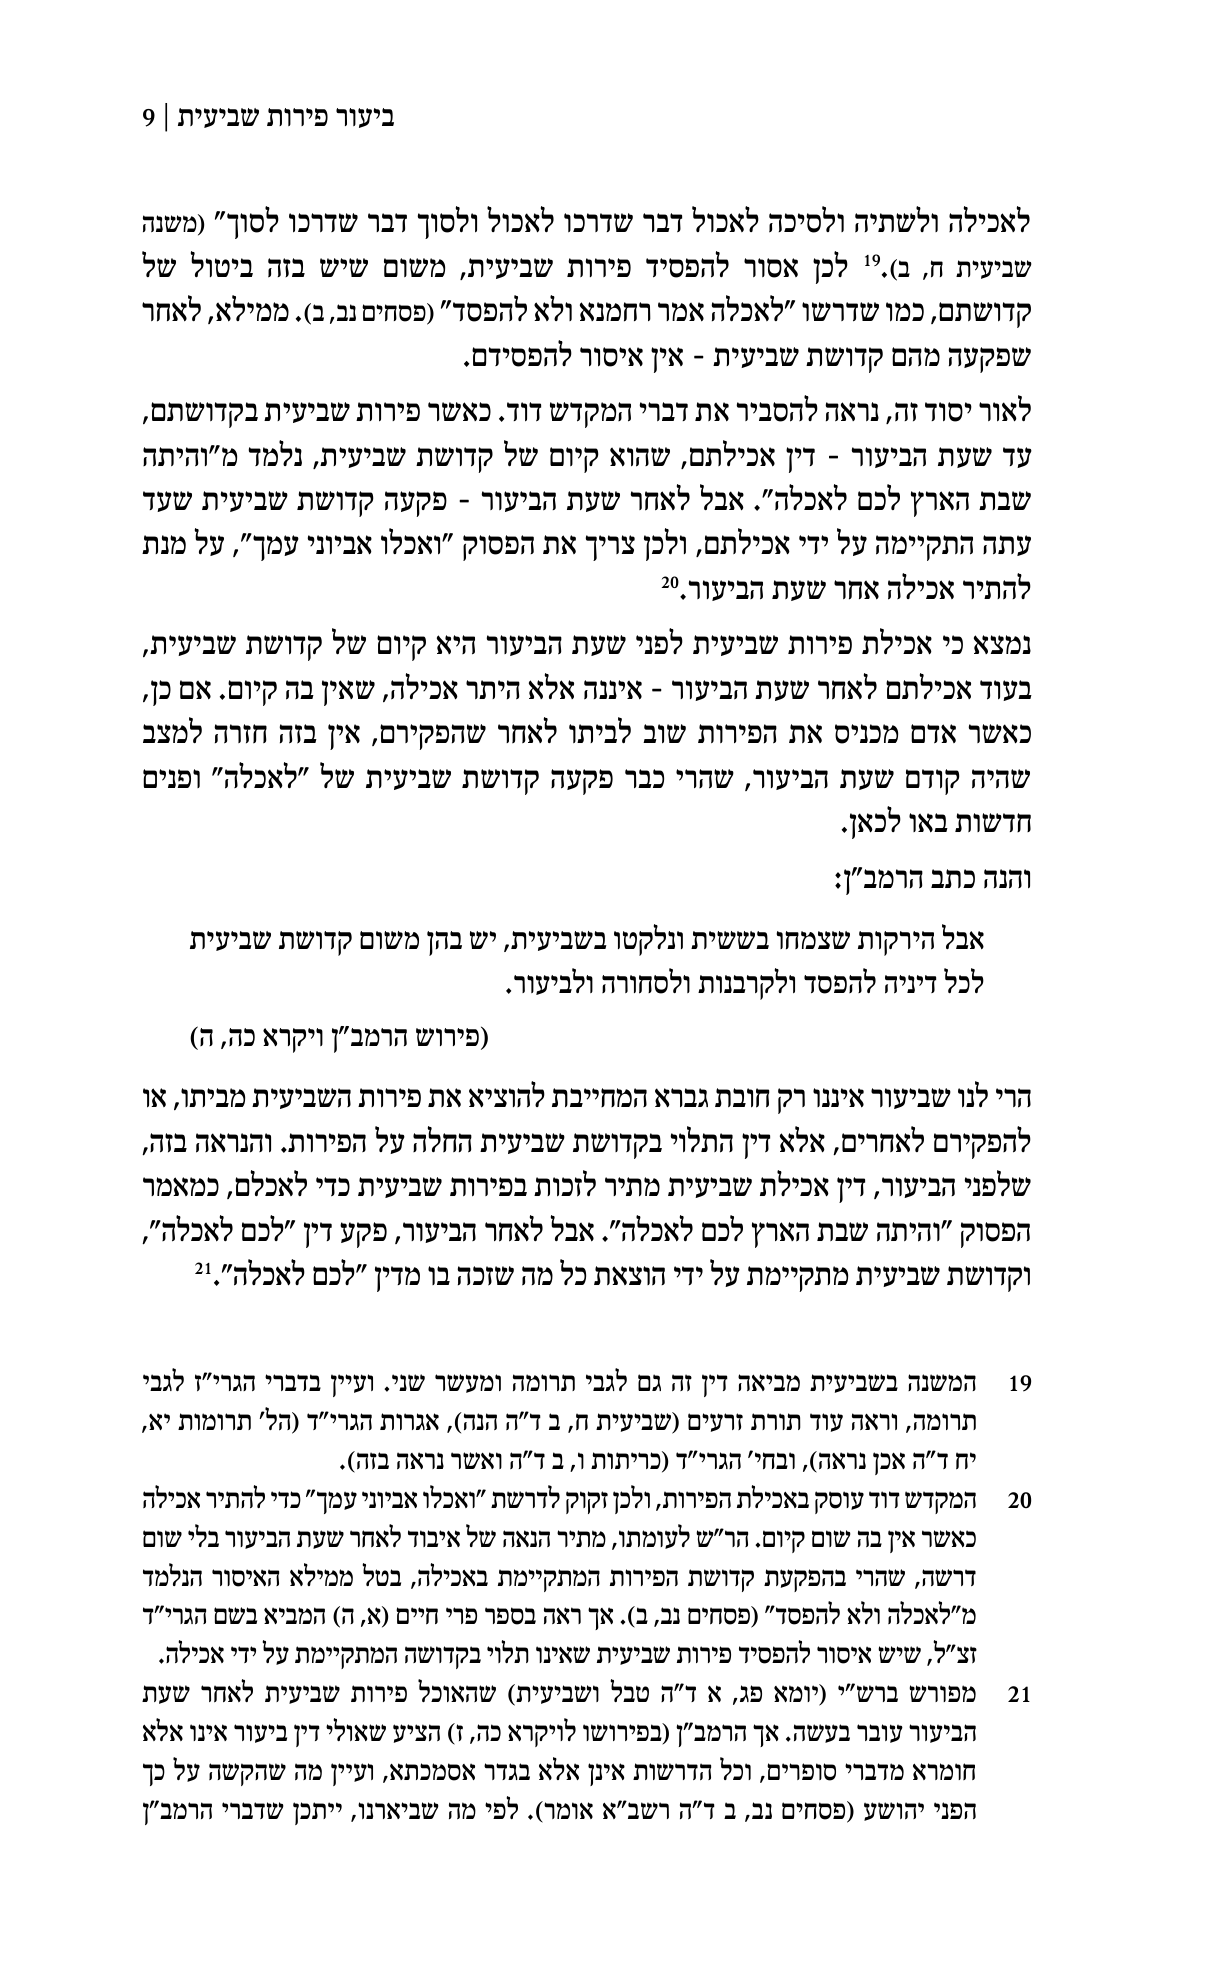 ביעור פירות שביעית | 9
לאכילה ולשתיה ולסיכה לאכול דבר שדרכו לאכול ולסוך דבר שדרכו לסוך" (משנה
שביעית ח, ב).19 לכן אסור להפסיד פירות שביעית, משום שיש בזה ביטול של
קדושתם, כמו שדרשו "לאכלה אמר רחמנא ולא להפסד" (פסחים נב, ב). ממילא, לאחר
שפקעה מהם קדושת שביעית - אין איסור להפסידם.
לאור יסוד זה, נראה להסביר את דברי המקדש דוד. כאשר פירות שביעית בקדושתם,
עד שעת הביעור - דין אכילתם, שהוא קיום של קדושת שביעית, נלמד מ"והיתה
שבת הארץ לכם לאכלה". אבל לאחר שעת הביעור - פקעה קדושת שביעית שעד
עתה התקיימה על ידי אכילתם, ולכן צריך את הפסוק "ואכלו אביוני עמך", על מנת
להתיר אכילה אחר שעת הביעור.20
נמצא כי אכילת פירות שביעית לפני שעת הביעור היא קיום של קדושת שביעית,
בעוד אכילתם לאחר שעת הביעור - איננה אלא היתר אכילה, שאין בה קיום. אם כן,
כאשר אדם מכניס את הפירות שוב לביתו לאחר שהפקירם, אין בזה חזרה למצב
שהיה קודם שעת הביעור, שהרי כבר פקעה קדושת שביעית של "לאכלה" ופנים
חדשות באו לכאן.
והנה כתב הרמב"ן:
אבל הירקות שצמחו בששית ונלקטו בשביעית, יש בהן משום קדושת שביעית
לכל דיניה להפסד ולקרבנות ולסחורה ולביעור.
(פירוש הרמב"ן ויקרא כה, ה)
הרי לנו שביעור איננו רק חובת גברא המחייבת להוציא את פירות השביעית מביתו, או
להפקירם לאחרים, אלא דין התלוי בקדושת שביעית החלה על הפירות. והנראה בזה,
שלפני הביעור, דין אכילת שביעית מתיר לזכות בפירות שביעית כדי לאכלם, כמאמר
הפסוק "והיתה שבת הארץ לכם לאכלה". אבל לאחר הביעור, פקע דין "לכם לאכלה",
וקדושת שביעית מתקיימת על ידי הוצאת כל מה שזכה בו מדין "לכם לאכלה".21
19 המשנה בשביעית מביאה דין זה גם לגבי תרומה ומעשר שני. ועיין בדברי הגרי"ז לגבי
תרומה, וראה עוד תורת זרעים (שביעית ח, ב ד"ה הנה), אגרות הגרי"ד (הל' תרומות יא,
יח ד"ה אכן נראה), ובחי' הגרי"ד (כריתות ו, ב ד"ה ואשר נראה בזה).
20 המקדש דוד עוסק באכילת הפירות, ולכן זקוק לדרשת "ואכלו אביוני עמך" כדי להתיר אכילה
כאשר אין בה שום קיום. הר"ש לעומתו, מתיר הנאה של איבוד לאחר שעת הביעור בלי שום
דרשה, שהרי בהפקעת קדושת הפירות המתקיימת באכילה, בטל ממילא האיסור הנלמד
מ"לאכלה ולא להפסד" (פסחים נב, ב). אך ראה בספר פרי חיים (א, ה) המביא בשם הגרי"ד
זצ"ל, שיש איסור להפסיד פירות שביעית שאינו תלוי בקדושה המתקיימת על ידי אכילה.
21 מפורש ברש"י (יומא פג, א ד"ה טבל ושביעית) שהאוכל פירות שביעית לאחר שעת
הביעור עובר בעשה. אך הרמב"ן (בפירושו לויקרא כה, ז) הציע שאולי דין ביעור אינו אלא
חומרא מדברי סופרים, וכל הדרשות אינן אלא בגדר אסמכתא, ועיין מה שהקשה על כך
הפני יהושע (פסחים נב, ב ד"ה רשב"א אומר). לפי מה שביארנו, ייתכן שדברי הרמב"ן